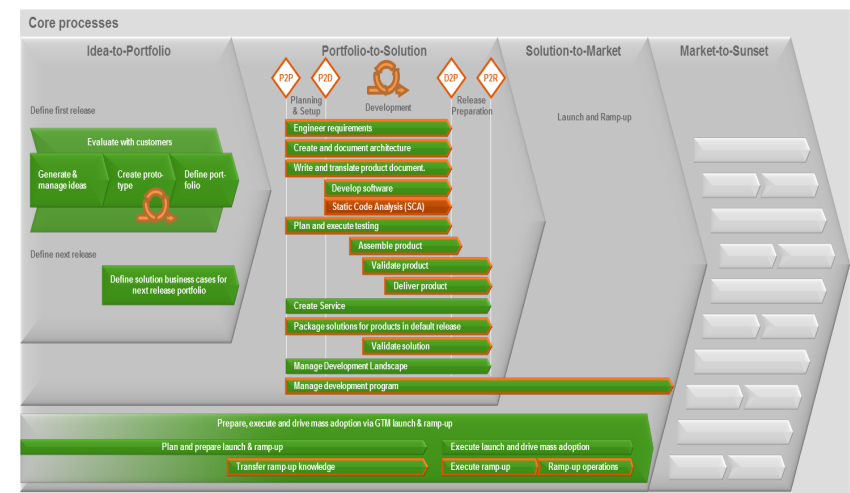 Core processes
Idea-to-Portfolio
Portfolio-to-Solution
Solution-to-Market
Market-to-Sunset
P2P
P2D
D2P
P2R
Planning
& Setup
Development
Release
Preparation
Launch and Ramp-up
Define first release
Evaluate with customers
Generate &
manage ideas
Create proto-
type
Define port-
folio
Define next release
Define solution business cases for
next release portfolio
Engineer requirements
Create and document architecture
Write and translate product document.
Develop software
Static Code Analysis (SCA)
Plan and execute testing
Assemble product
Validate product
Deliver product
Create Service
Package solutions for products in default release
Validate solution
Manage Development Landscape
Manage development program
Prepare, execute and drive mass adoption via GTM launch & ramp-up
Plan and prepare launch & ramp-up
Execute launch and drive mass adoption
Transfer ramp-up knowledge
Execute ramp-up
Ramp-up operations